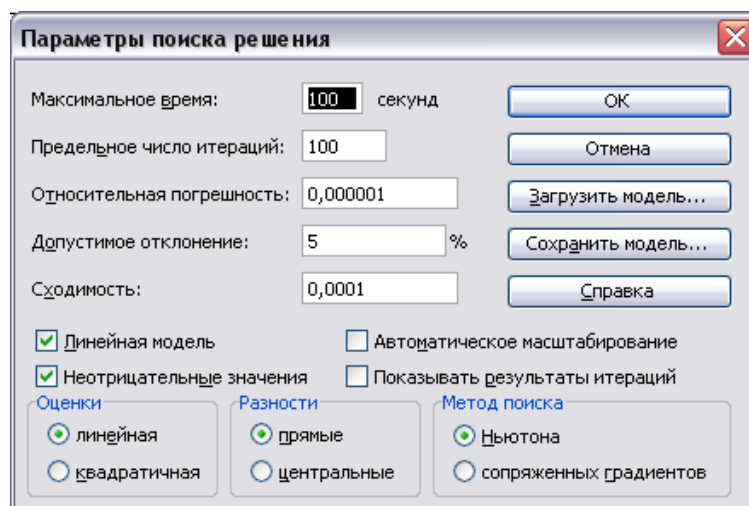 Параметры поиска решения
Максимальное время: 100 секунд ОК
Предельное число итераций: 100 Отмена
Относительная погрешность: 0,000001 Загрузить модель...
Допустимое отклонение: 5 % Сохранить модель...
Сходимость: 0,0001 Справка
Линейная модель Автоматическое масштабирование
Неотрицательные значения Показывать результаты итераций
Оценки Разности Метод поиска
линейная прямые Ньютона
квадратичная центральные сопряженных градиентов